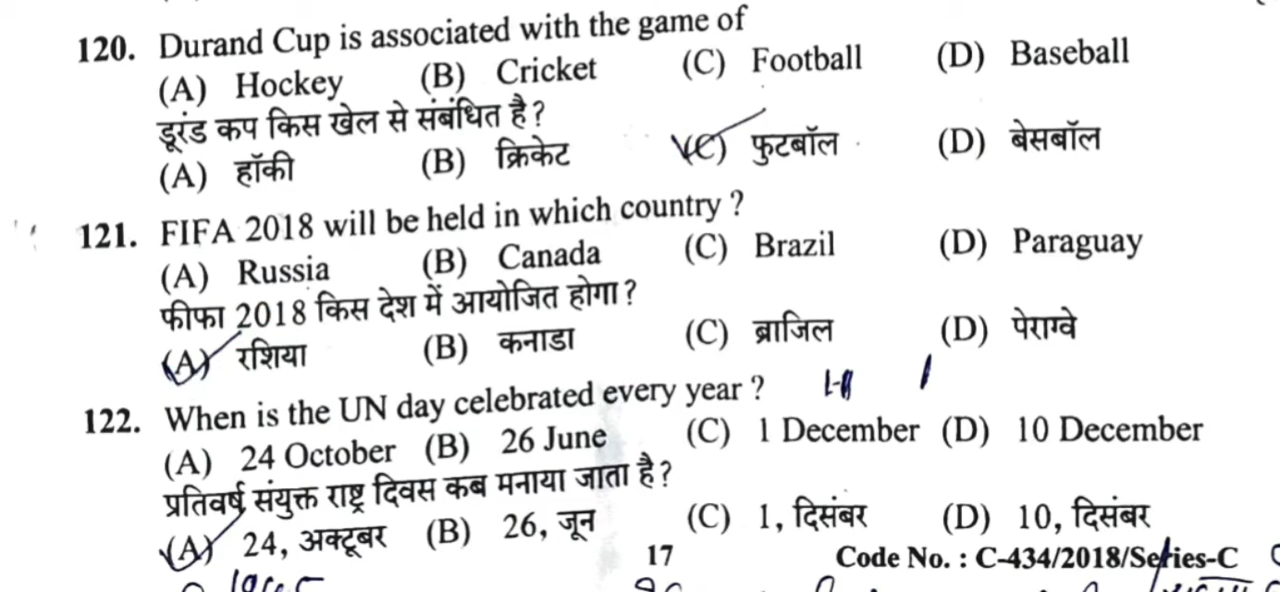 120. Durand Cup is associated with the game of
(A) Hockey (B) Cricket (C) Football (D) Baseball
डूरंड कप किस खेल से संबंधित है?
(A) हॉकी (B) क्रिकेट (C) फुटबॉल (D) बेसबॉल
121. FIFA 2018 will be held in which country ?
(A) Russia (B) Canada (C) Brazil (D) Paraguay
फीफा 2018 किस देश में आयोजित होगा?
(A) रशिया (B) कनाडा (C) ब्राजिल (D) पेराग्वे
122. When is the UN day celebrated every year ?
(A) 24 October (B) 26 June (C) 1 December (D) 10 December
प्रतिवर्ष संयुक्त राष्ट्र दिवस कब मनाया जाता है?
(A) 24, अक्टूबर (B) 26, जून (C) 1, दिसंबर (D) 10, दिसंबर
17 Code No. : C-434/2018/Series-C